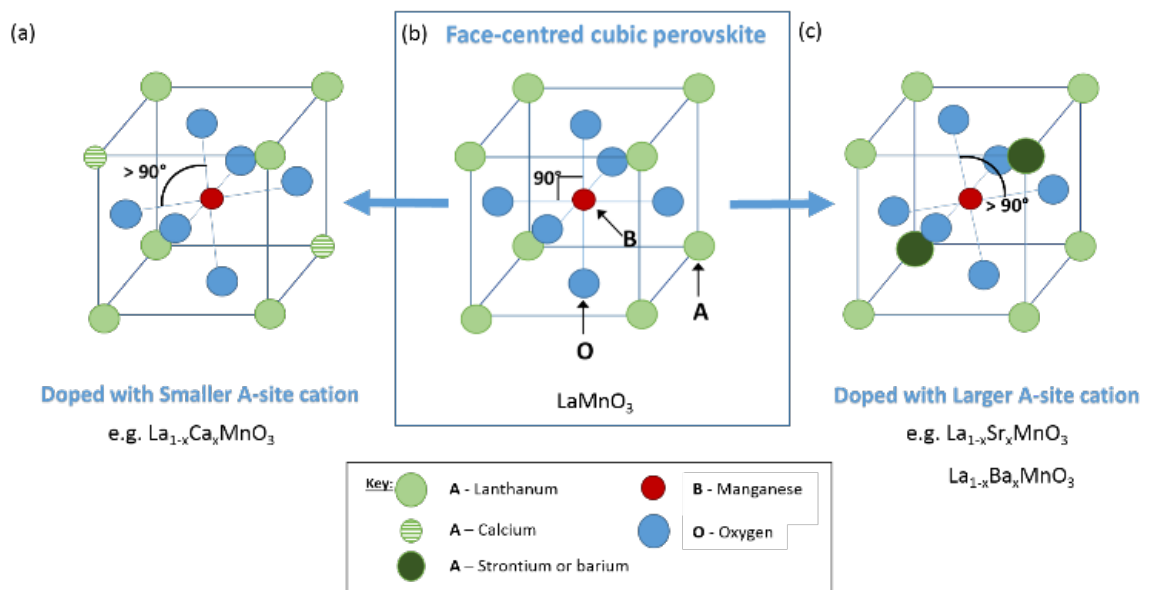 (a)
(b) Face-centred cubic perovskite
(c)
> 90°
90°
> 90°
B
A
O
Doped with Smaller A-site cation
e.g. La₁₋ₓCaₓMnO₃
LaMnO₃
Doped with Larger A-site cation
e.g. La₁₋ₓSrₓMnO₃
La₁₋ₓBaₓMnO₃
Key:
A - Lanthanum
B - Manganese
A – Calcium
O - Oxygen
A – Strontium or barium